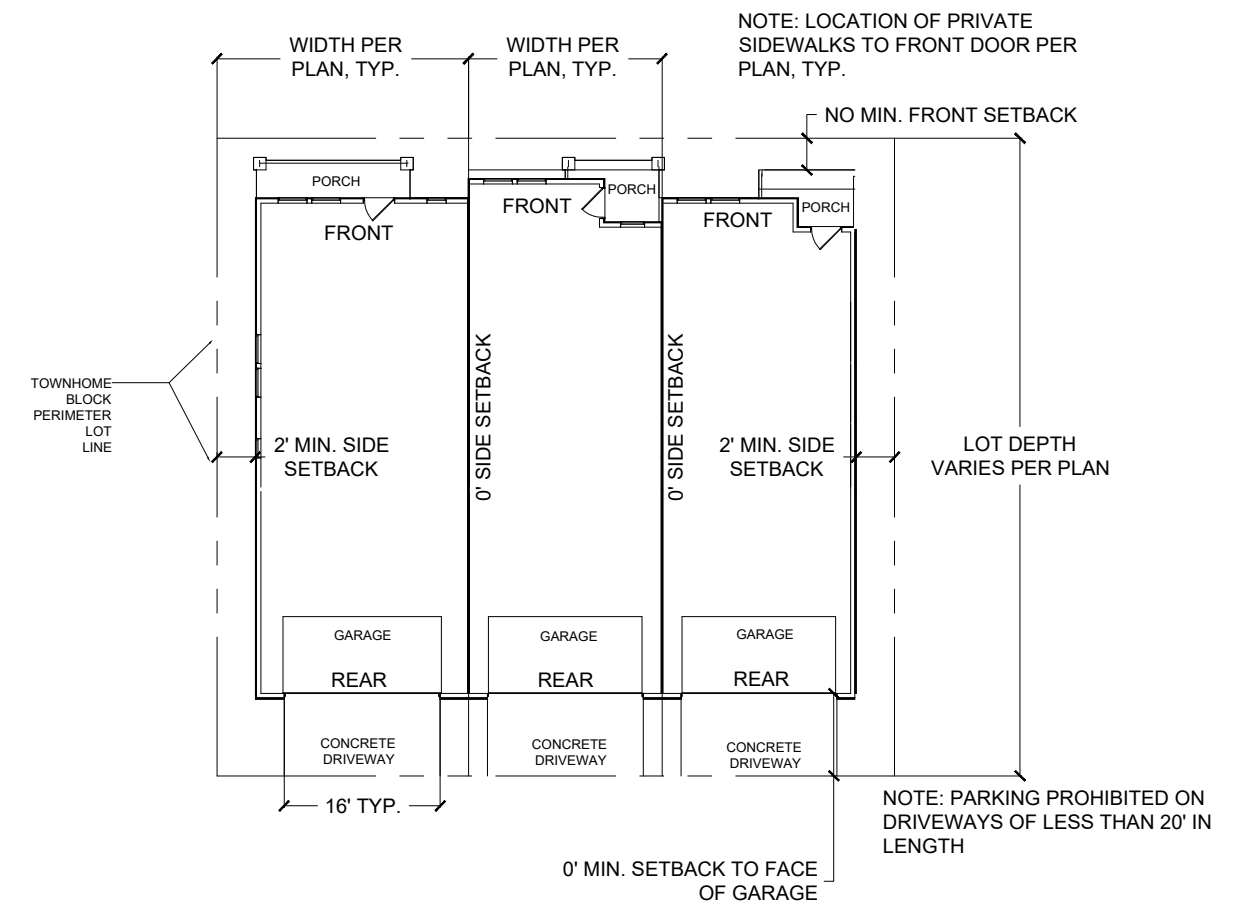 NOTE: LOCATION OF PRIVATE
SIDEWALKS TO FRONT DOOR PER
PLAN, TYP.
WIDTH PER
PLAN, TYP.
WIDTH PER
PLAN, TYP.
NO MIN. FRONT SETBACK
PORCH
PORCH
PORCH
FRONT
FRONT
FRONT
TOWNHOME
BLOCK
PERIMETER
LOT
LINE
2' MIN. SIDE
SETBACK
0' SIDE SETBACK
0' SIDE SETBACK
2' MIN. SIDE
SETBACK
LOT DEPTH
VARIES PER PLAN
GARAGE
GARAGE
GARAGE
REAR
REAR
REAR
CONCRETE
DRIVEWAY
CONCRETE
DRIVEWAY
CONCRETE
DRIVEWAY
16' TYP.
NOTE: PARKING PROHIBITED ON
DRIVEWAYS OF LESS THAN 20' IN
LENGTH
0' MIN. SETBACK TO FACE
OF GARAGE